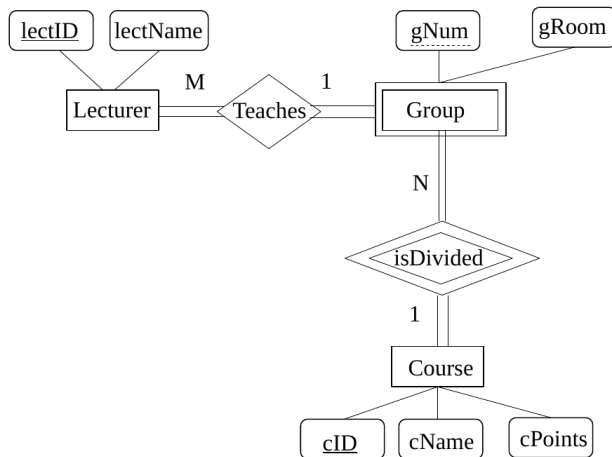 lectID lectName gNum gRoom
M 1
Lecturer Teaches Group
N
isDivided
1
Course
cID cName cPoints